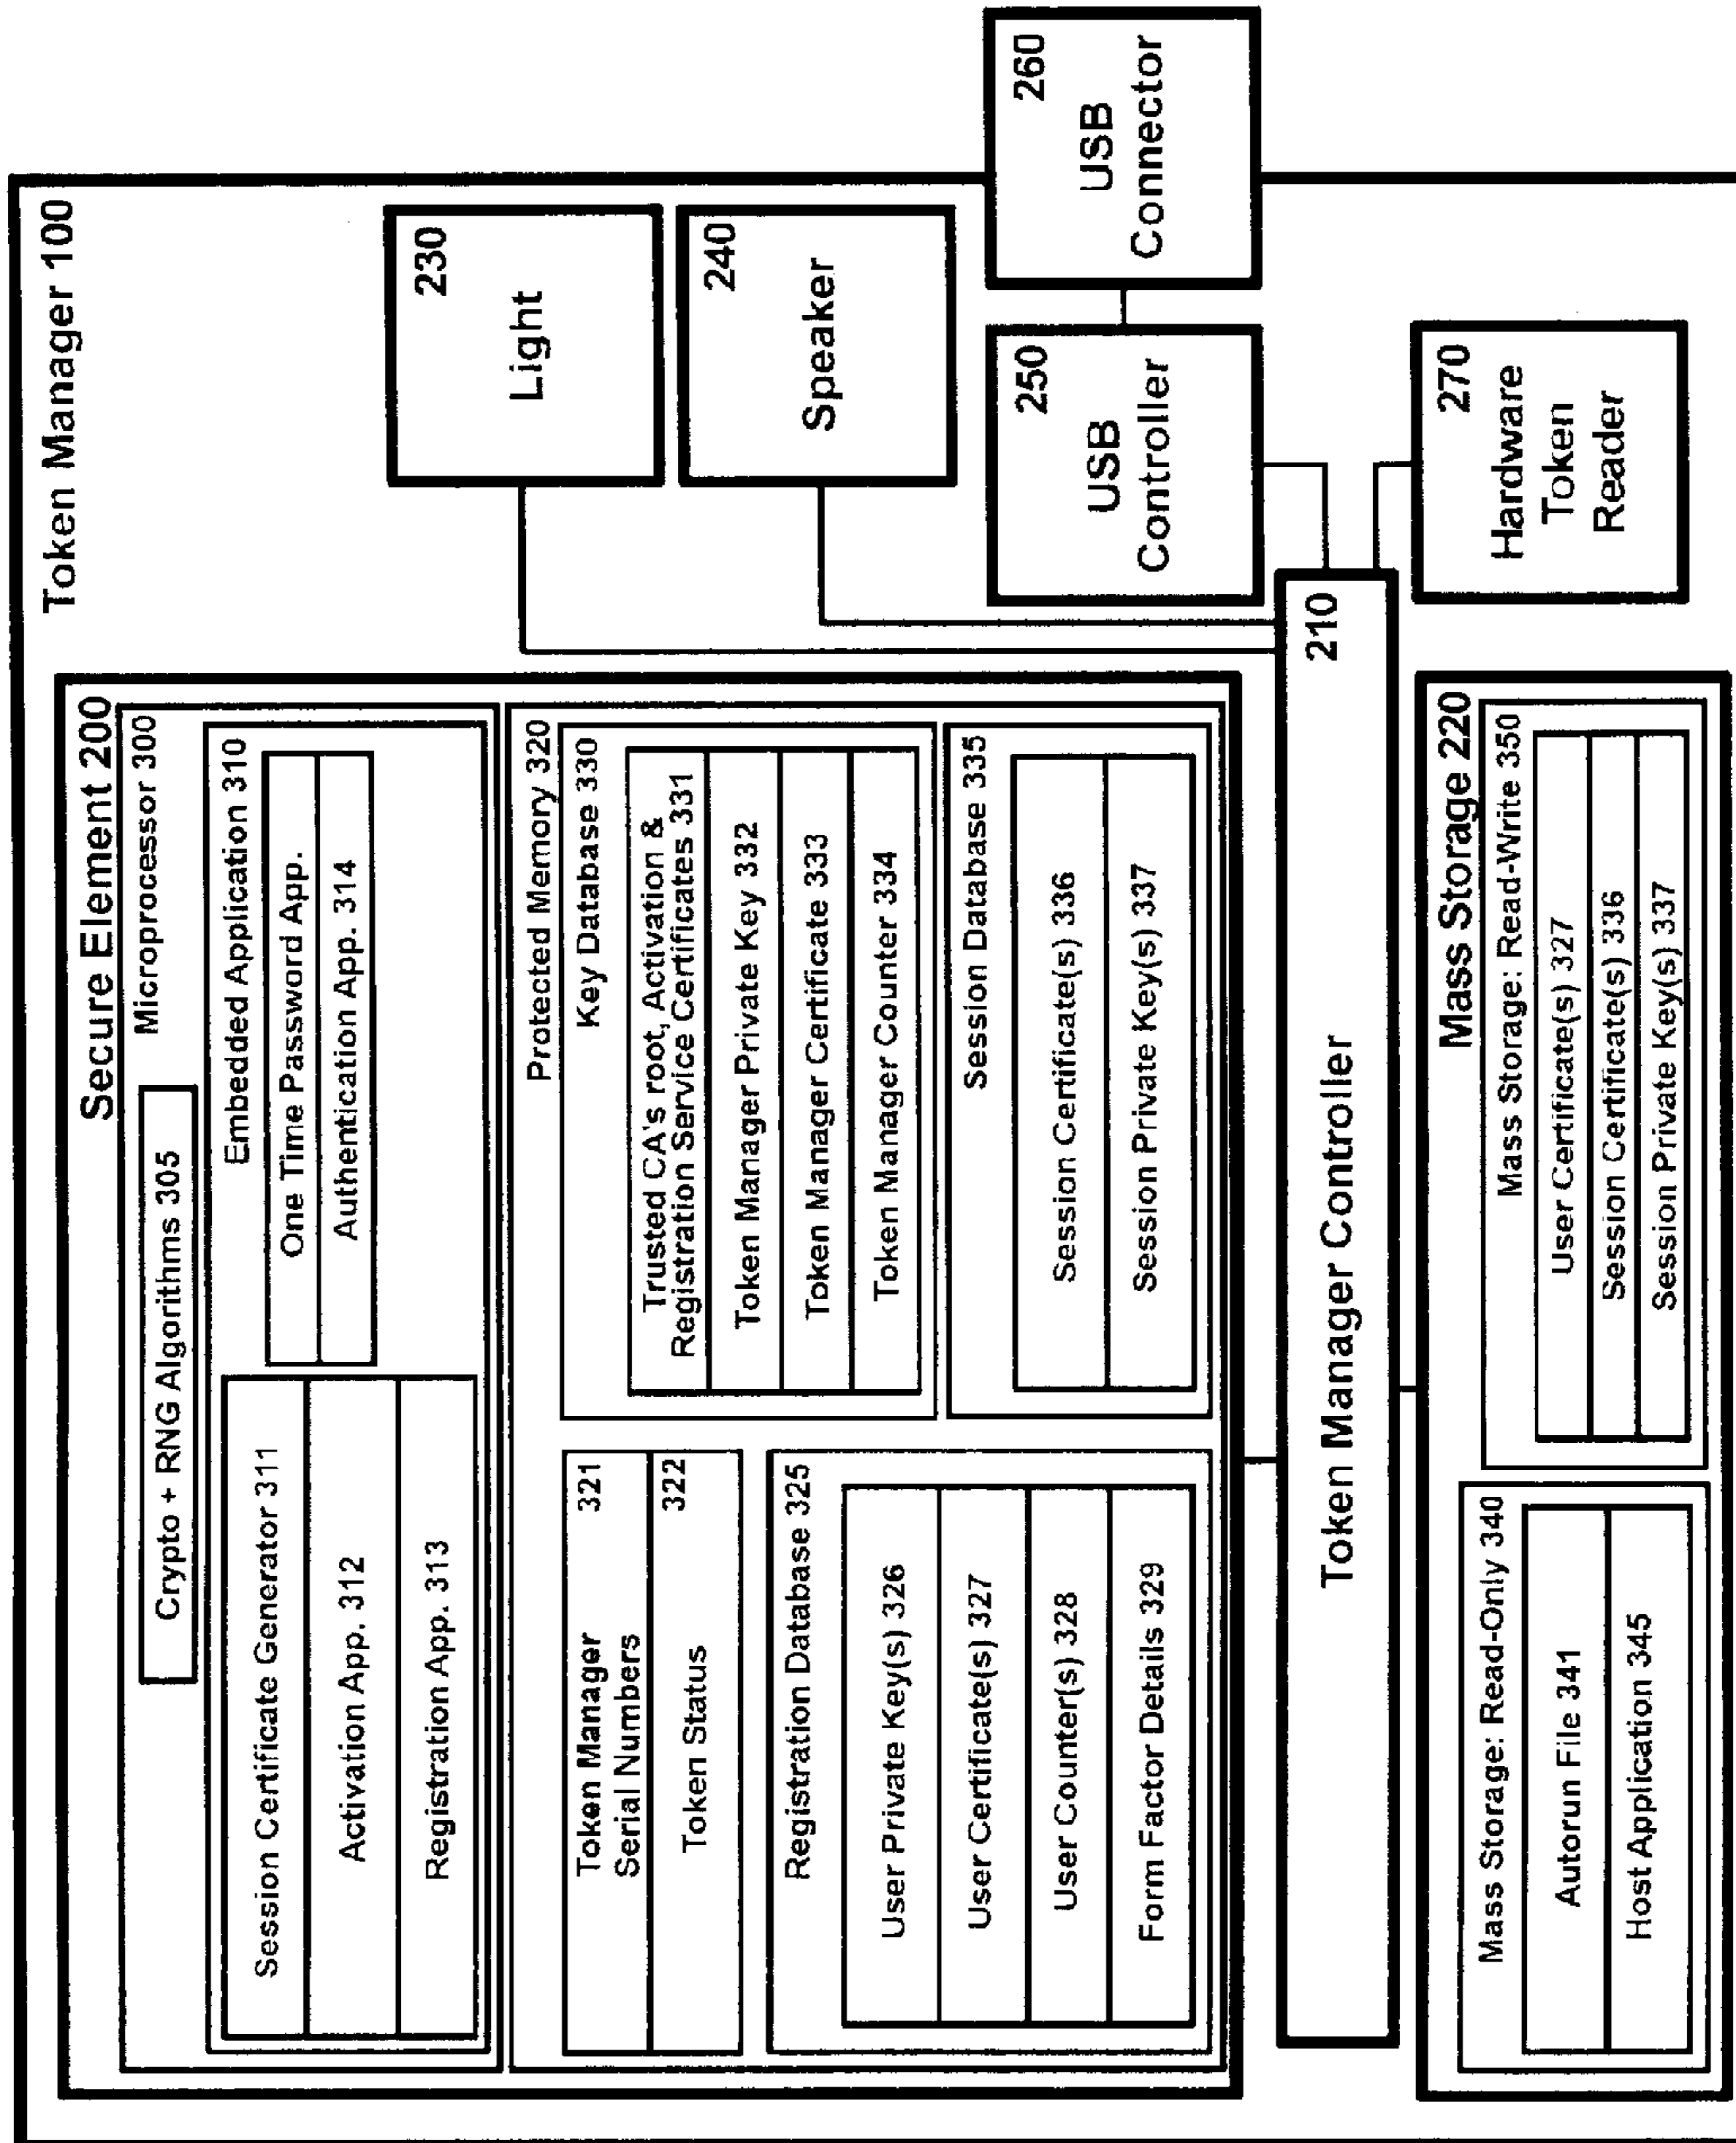 Token Manager 100
Secure Element 200
Microprocessor 300
Crypto + RNG Algorithms 305
Embedded Application 310
Session Certificate Generator 311
Activation App. 312
Registration App. 313
One Time Password App.
Authentication App. 314
Protected Memory 320
Token Manager 321
Serial Numbers
Token Status 322
Registration Database 325
User Private Key(s) 326
User Certificate(s) 327
User Counter(s) 328
Form Factor Details 329
Key Database 330
Trusted CA's root, Activation &
Registration Service Certificates 331
Token Manager Private Key 332
Token Manager Certificate 333
Token Manager Counter 334
Session Database 335
Session Certificate(s) 336
Session Private Key(s) 337
230
Light
240
Speaker
250
USB
Controller
260
USB
Connector
270
Hardware
Token
Reader
210
Token Manager Controller
Mass Storage 220
Mass Storage: Read-Only 340
Autorun File 341
Host Application 345
Mass Storage: Read-Write 350
User Certificate(s) 327
Session Certificate(s) 336
Session Private Key(s) 337